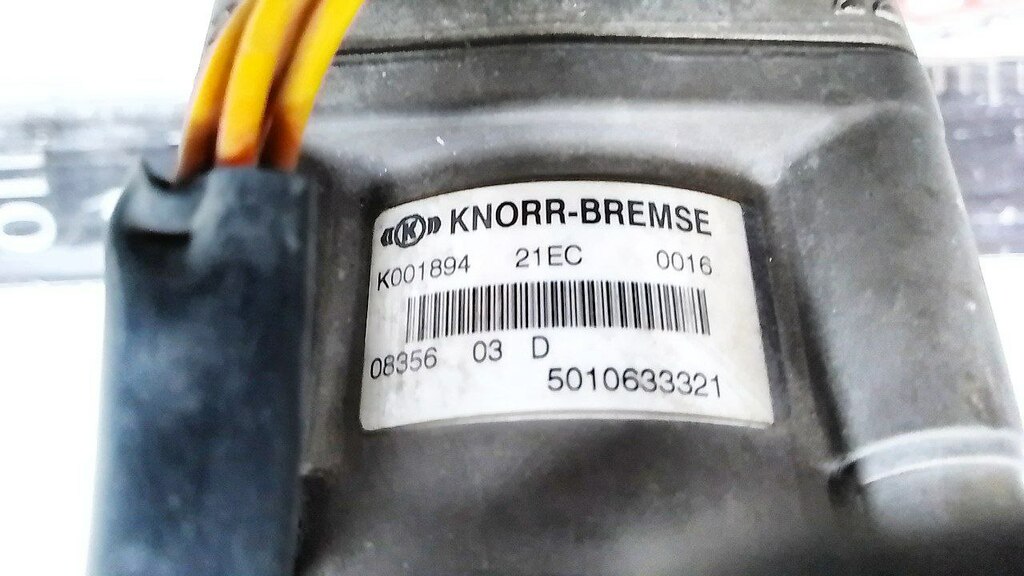 KNORR-BREMSE
K001894 21EC 0016
08356 03 D
5010633321